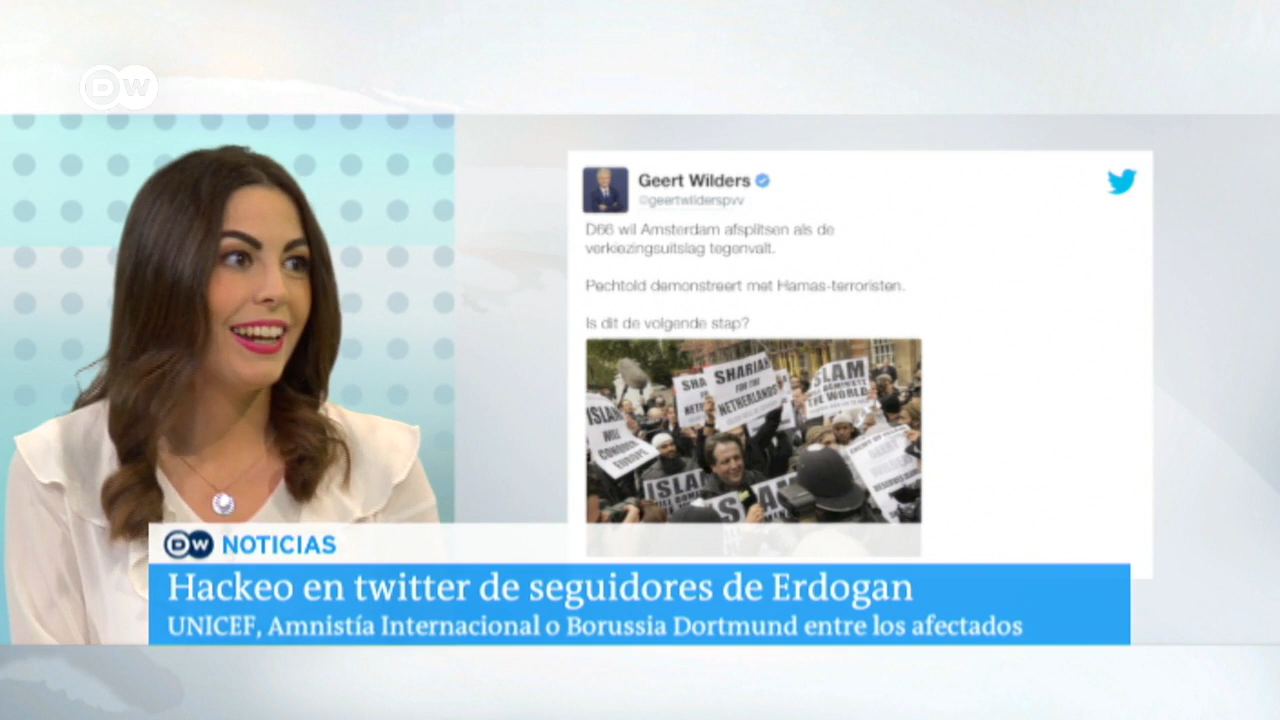 DW
Geert Wilders
@geertwilderspvv
D66 wil Amsterdam afsplitsen als de
verkiezingsuitslag tegenvalt.
Pechtold demonstreert met Hamas-terroristen.
Is dit de volgende stap?
SHARIAH
FOR THE
NETHERLANDS
ISLAM
DOMINATE
THE WORLD
ISLAM
WILL
CONQUER
EUROPE
DW NOTICIAS
Hackeo en twitter de seguidores de Erdogan
UNICEF, Amnistía Internacional o Borussia Dortmund entre los afectados